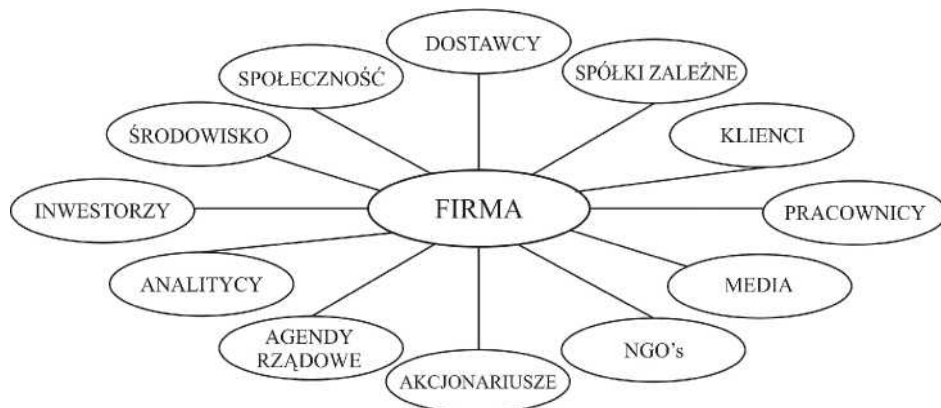 DOSTAWCY
SPOŁECZNOŚĆ
SPÓŁKI ZALEŻNE
ŚRODOWISKO
KLIENCI
INWESTORZY
FIRMA
PRACOWNICY
ANALITYCY
MEDIA
AGENDY
RZĄDOWE
NGO's
AKCJONARIUSZE